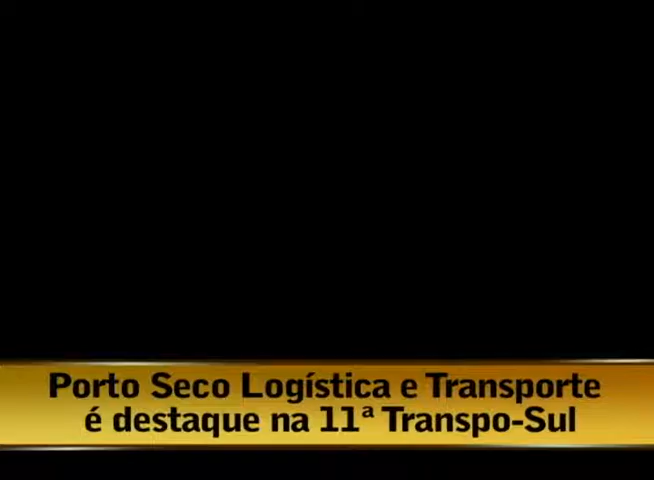 Porto Seco Logística e Transporte
é destaque na 11ª Transpo-Sul